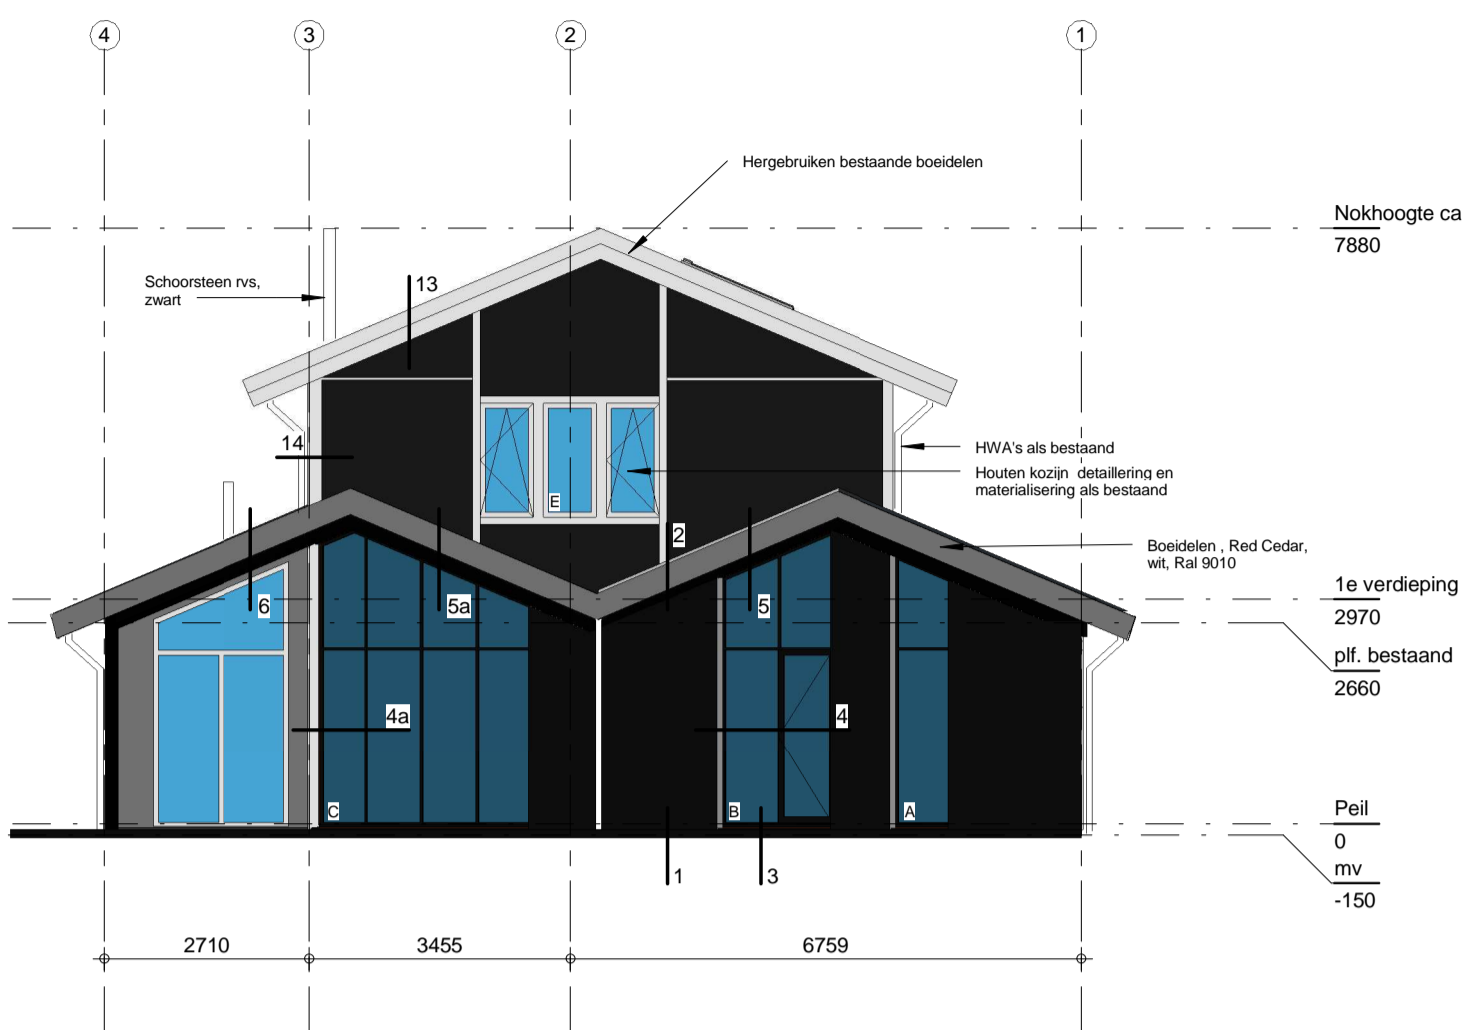 4
3
2
1
Hergebruiken bestaande boeidelen
Nokhoogte ca
7880
Schoorsteen rvs,
zwart
13
14
HWA's als bestaand
Houten kozijn detaillering en
materialisering als bestaand
E
2
Boeidelen , Red Cedar,
wit, Ral 9010
1e verdieping
2970
6
5a
5
plf. bestaand
2660
4a
4
C
B
A
Peil
0
mv
-150
1
3
2710
3455
6759